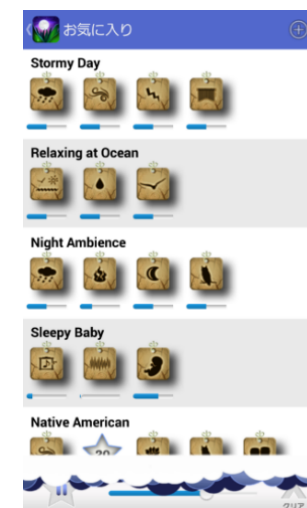 お気に入り
Stormy Day
Relaxing at Ocean
Night Ambience
Sleepy Baby
Native American
20
クリア